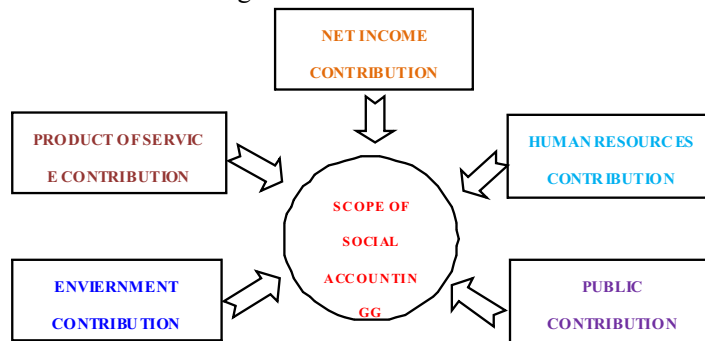 NET INCOME
CONTRIBUTION
PRODUCT OF SERVIC
E CONTRIBUTION
HUMAN RESOURCES
CONTRIBUTION
SCOPE OF
SOCIAL
ACCOUNTIN
GG
ENVIERNMENT
CONTRIBUTION
PUBLIC
CONTRIBUTION